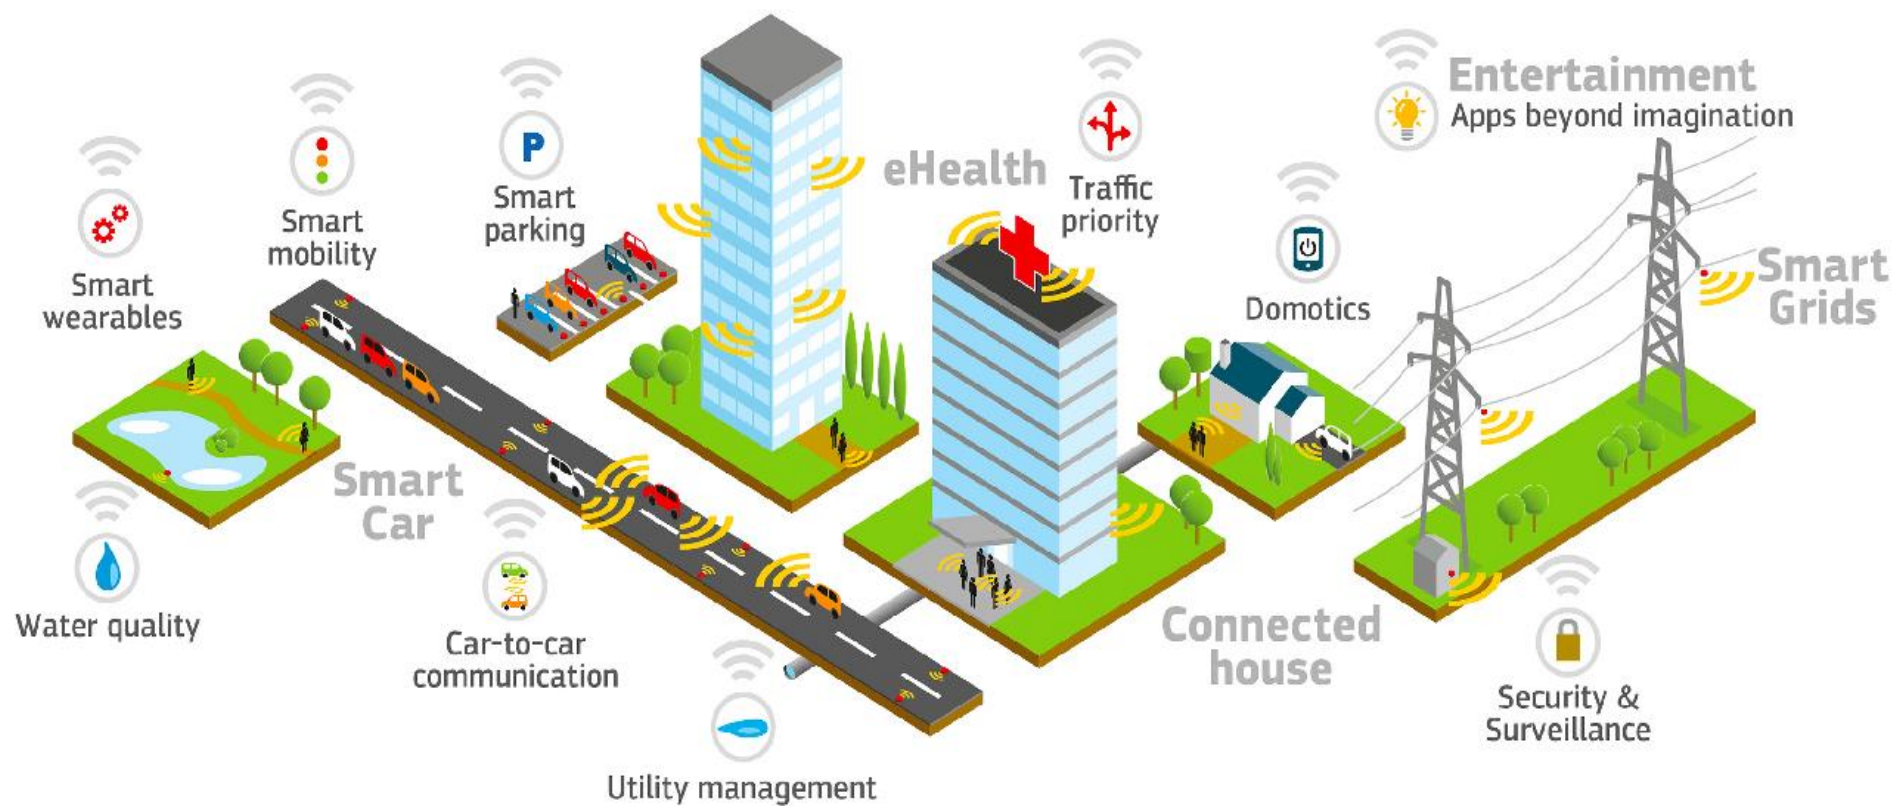 Entertainment
Apps beyond imagination
P
eHealth
Traffic
priority
Smart
parking
Smart
mobility
Smart
wearables
Domotics
Smart
Grids
Smart
Car
Water quality
Car-to-car
communication
Connected
house
Security &
Surveillance
Utility management